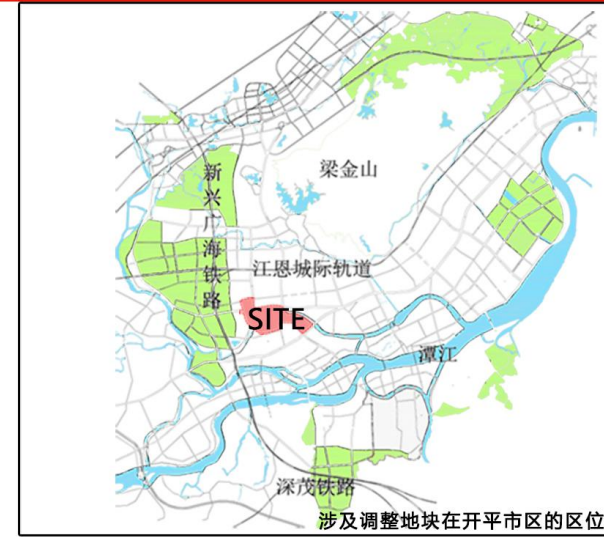 梁金山
新兴广海铁路
江恩城际轨道
SITE
潭江
深茂铁路
涉及调整地块在开平市区的区位